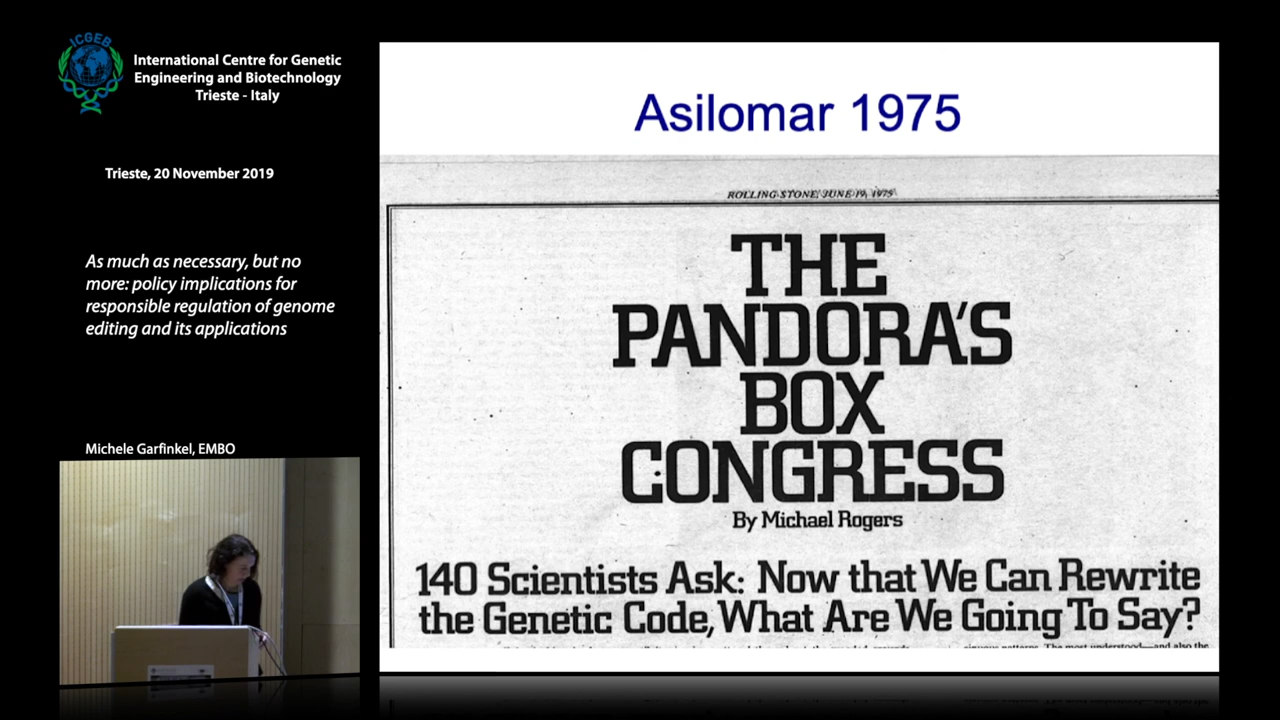 ICGEB
International Centre for Genetic
Engineering and Biotechnology
Trieste - Italy
Trieste, 20 November 2019
As much as necessary, but no
more: policy implications for
responsible regulation of genome
editing and its applications
Michele Garfinkel, EMBO
Asilomar 1975
ROLLING STONE, JUNE 19, 1975
THE
PANDORA'S
BOX
CONGRESS
By Michael Rogers
140 Scientists Ask: Now that We Can Rewrite
the Genetic Code, What Are We Going To Say?